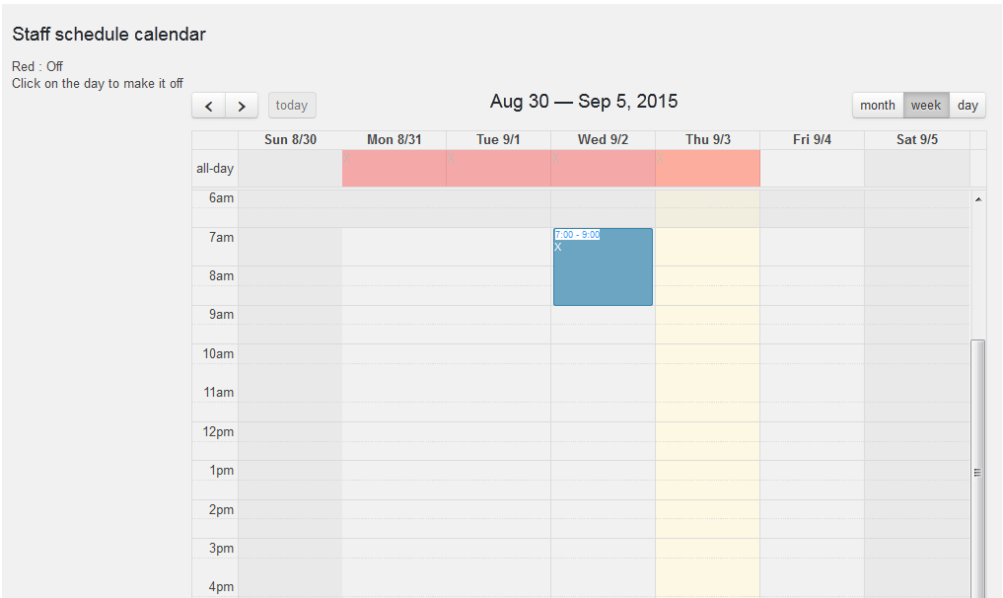 Staff schedule calendar
Red : Off
Click on the day to make it off
< > today Aug 30 — Sep 5, 2015 month week day
Sun 8/30 Mon 8/31 Tue 9/1 Wed 9/2 Thu 9/3 Fri 9/4 Sat 9/5
all-day X X X X
6am
7am 7:00 - 9:00
X
8am
9am
10am
11am
12pm
1pm
2pm
3pm
4pm